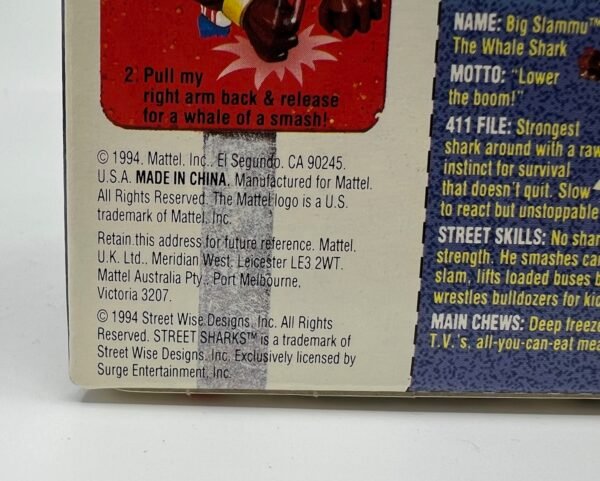 2. Pull my
right arm back & release
for a whale of a smash!
© 1994. Mattel, Inc., El Segundo, CA 90245.
U.S.A. MADE IN CHINA. Manufactured for Mattel.
All Rights Reserved. The Mattel logo is a U.S.
trademark of Mattel, Inc.
Retain this address for future reference. Mattel,
U.K. Ltd., Meridian West, Leicester LE3 2WT.
Mattel Australia Pty., Port Melbourne,
Victoria 3207.
© 1994 Street Wise Designs, Inc. All Rights
Reserved. STREET SHARKS™ is a trademark of
Street Wise Designs, Inc. Exclusively licensed by
Surge Entertainment, Inc.
NAME: Big Slammu™
The Whale Shark
MOTTO: "Lower
the boom!"
411 FILE: Strongest
shark around with a raw
instinct for survival
that doesn't quit. Slow
to react but unstoppable
STREET SKILLS: No
strength. He smashes
slam, lifts loaded buses
wrestles bulldozers for
MAIN CHEWS: Deep
T.V.'s, all-you-can-eat